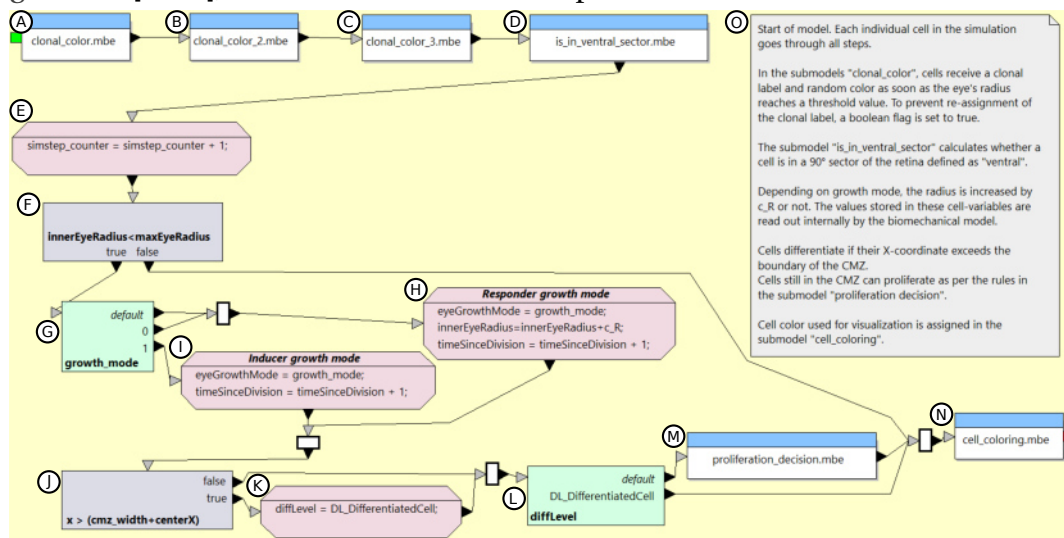 A
B
C
D
clonal_color.mbe
clonal_color_2.mbe
clonal_color_3.mbe
is_in_ventral_sector.mbe
O
Start of model. Each individual cell in the simulation
goes through all steps.
In the submodels "clonal_color", cells receive a clonal
label and random color as soon as the eye's radius
reaches a threshold value. To prevent re-assignment of
the clonal label, a boolean flag is set to true.
The submodel "is_in_ventral_sector" calculates whether a
cell is in a 90° sector of the retina defined as "ventral".
Depending on growth mode, the radius is increased by
c_R or not. The values stored in these cell-variables are
read out internally by the biomechanical model.
Cells differentiate if their X-coordinate exceeds the
boundary of the CMZ.
Cells still in the CMZ can proliferate as per the rules in
the submodel "proliferation decision".
Cell color used for visualization is assigned in the
submodel "cell_coloring".
E
simstep_counter = simstep_counter + 1;
F
innerEyeRadius<maxEyeRadius
true false
G
default
0
1
growth_mode
H
Responder growth mode
eyeGrowthMode = growth_mode;
innerEyeRadius=innerEyeRadius+c_R;
timeSinceDivision = timeSinceDivision + 1;
I
Inducer growth mode
eyeGrowthMode = growth_mode;
timeSinceDivision = timeSinceDivision + 1;
J
false
true
x > (cmz_width+centerX)
K
diffLevel = DL_DifferentiatedCell;
L
default
DL_DifferentiatedCell
diffLevel
M
proliferation_decision.mbe
N
cell_coloring.mbe